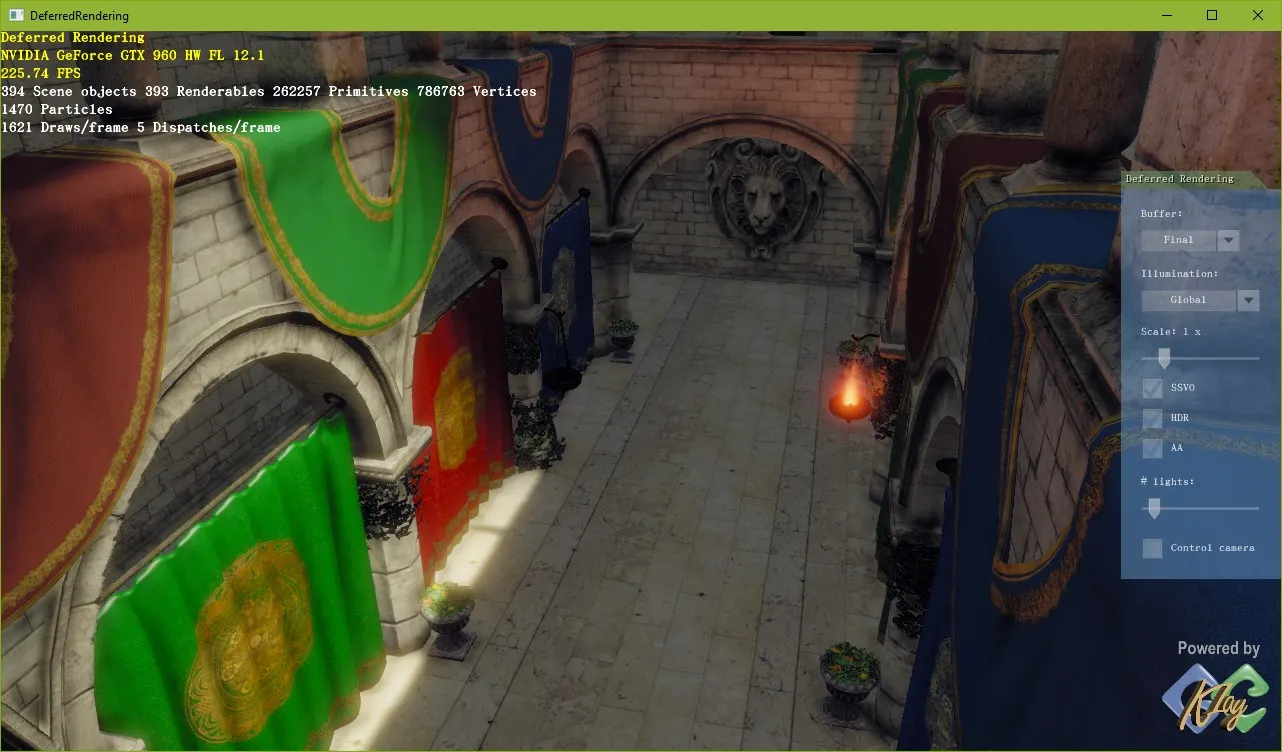 DeferredRendering
Deferred Rendering
NVIDIA GeForce GTX 960 HW FL 12.1
225.74 FPS
394 Scene objects 393 Renderables 262257 Primitives 786763 Vertices
1470 Particles
1621 Draws/frame 5 Dispatches/frame
Deferred Rendering
Buffer:
Final
Illumination:
Global
Scale: 1 x
SSVO
HDR
AA
# lights:
Control camera
Powered by
KlayGE